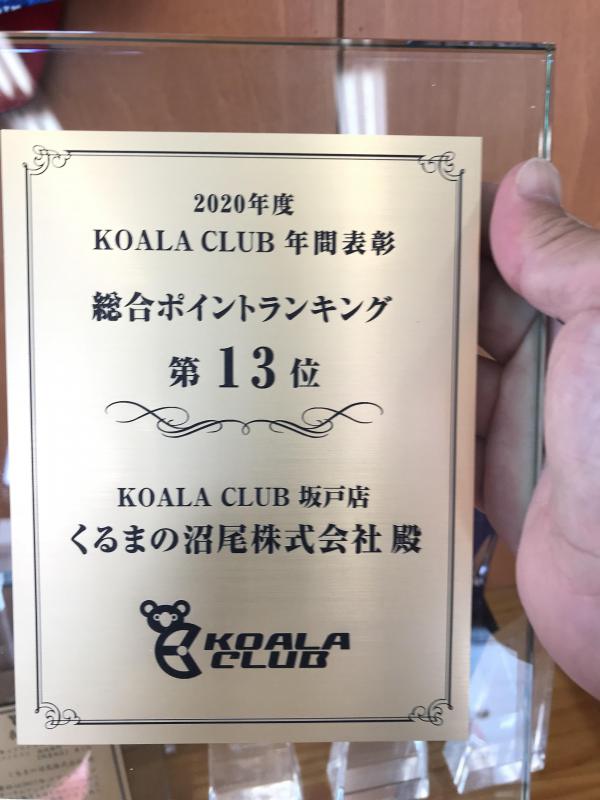 2020年度
KOALA CLUB 年間表彰
総合ポイントランキング
第 13 位
KOALA CLUB 坂戸店
くるまの沼尾株式会社 殿
KOALA
CLUB